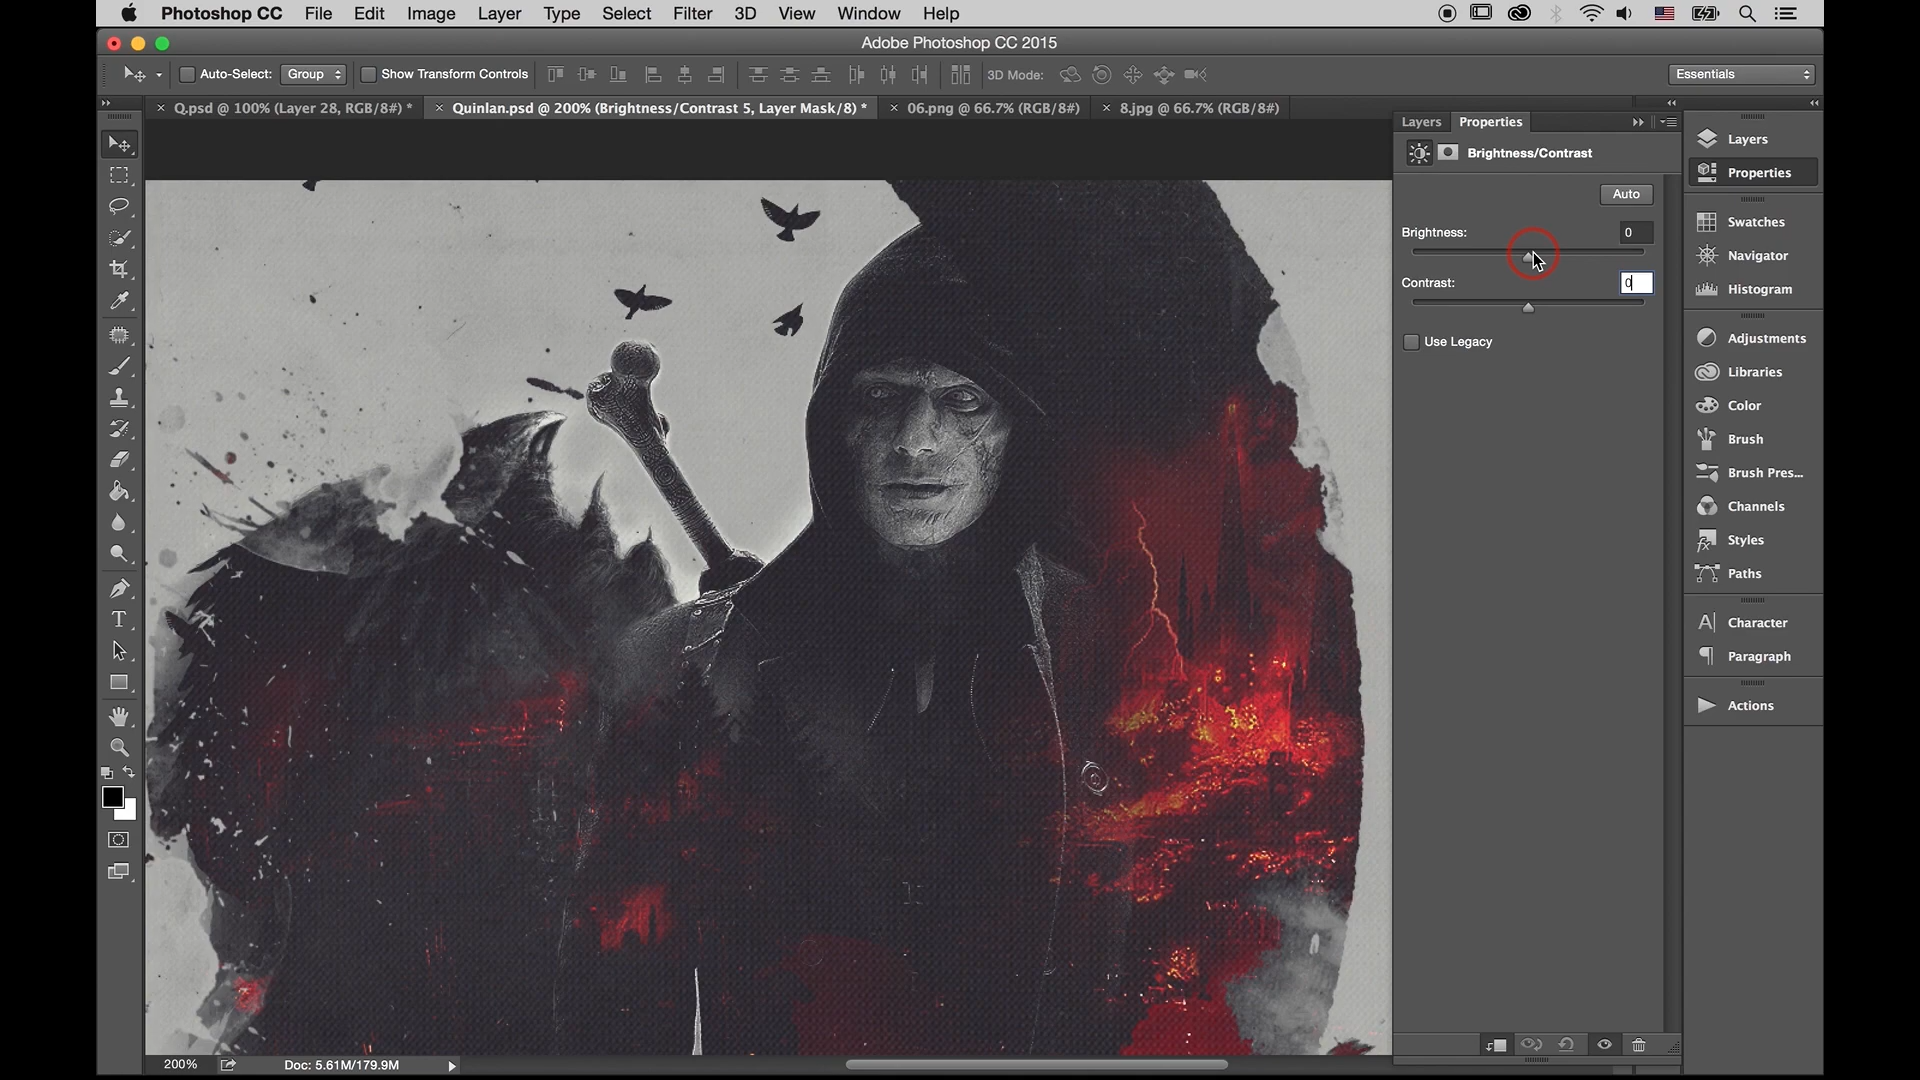 Photoshop CC File Edit Image Layer Type Select Filter 3D View Window Help
Adobe Photoshop CC 2015
Auto-Select: Group Show Transform Controls 3D Mode: Essentials
× Q.psd @ 100% (Layer 28, RGB/8#) * × Quinlan.psd @ 200% (Brightness/Contrast 5, Layer Mask/8) * × 06.png @ 66.7% (RGB/8#) × 8.jpg @ 66.7% (RGB/8#)
Layers Properties
Brightness/Contrast
Auto
Brightness: 0
Contrast: 0
Use Legacy
Layers
Properties
Swatches
Navigator
Histogram
Adjustments
Libraries
Color
Brush
Brush Pres...
Channels
Styles
Paths
Character
Paragraph
Actions
200% Doc: 5.61M/179.9M